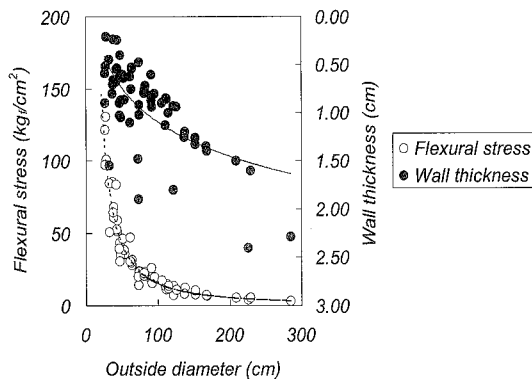 Flexural stress (kgf/cm²)
200
150
100
50
0
0.00
0.50
1.00
1.50
2.00
2.50
3.00
Wall thickness (cm)
0 100 200 300
Outside diameter (cm)
Flexural stress
Wall thickness